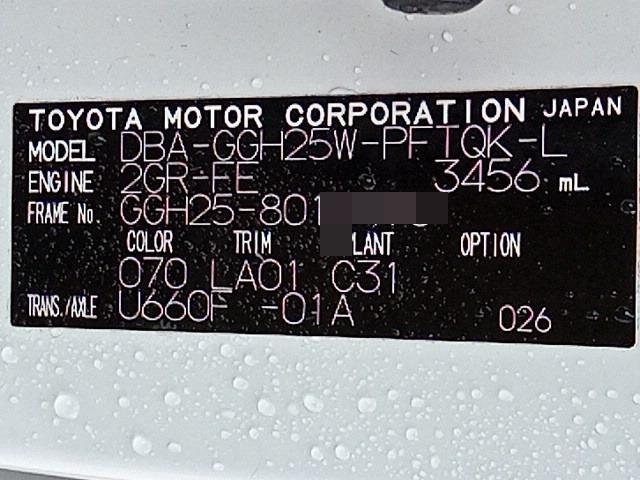 TOYOTA MOTOR CORPORATION JAPAN
MODEL DBA-GGH25W-PFTQK-L
ENGINE 2GR-FE 3456 mL
FRAME No. GGH25-801
COLOR TRIM PLANT OPTION
070 LA01 C31
TRANS./AXLE U660F -01A 026